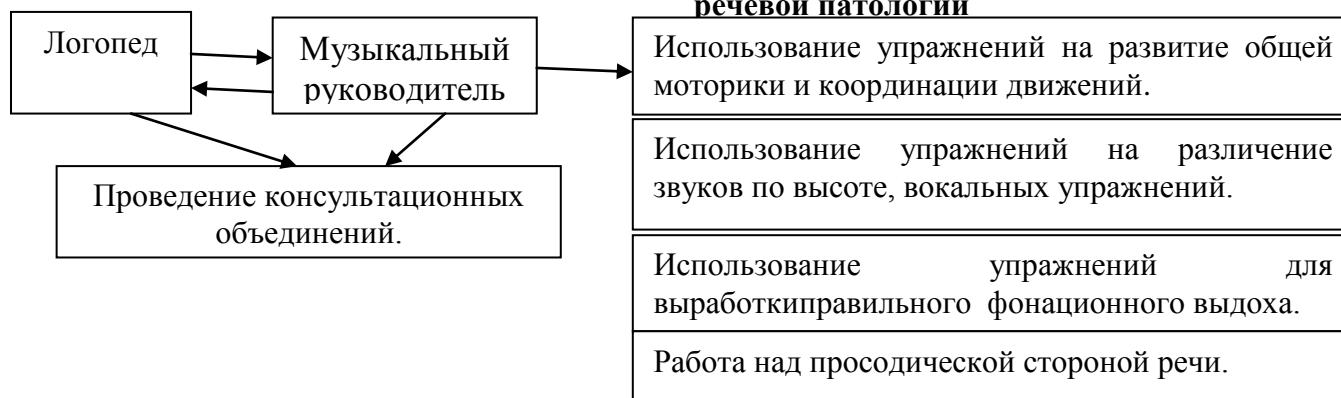 речевой патологии
Логопед
Музыкальный
руководитель
Использование упражнений на развитие общей
моторики и координации движений.
Использование упражнений на различение
звуков по высоте, вокальных упражнений.
Проведение консультационных
объединений.
Использование упражнений для
выработкиправильного фонационного выдоха.
Работа над просодической стороной речи.